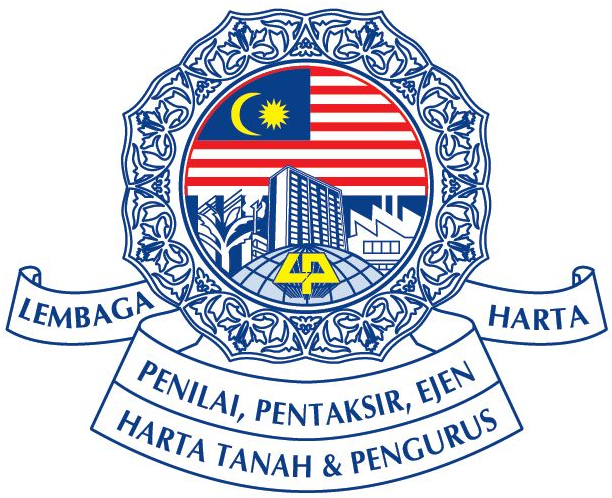 LEMBAGA
PENILAI, PENTAKSIR, EJEN
HARTA TANAH & PENGURUS
HARTA